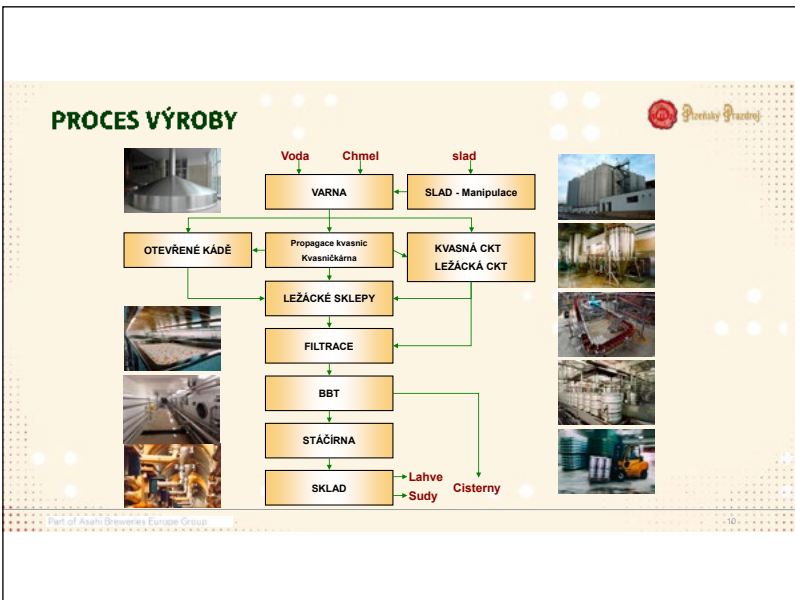 PROCES VÝROBY
Plzeňský Prazdroj
Voda
Chmel
slad
VARNA
SLAD - Manipulace
OTEVŘENÉ KÁDĚ
Propagace kvasnic
Kvasničkárna
KVASNÁ CKT
LEŽÁCKÁ CKT
LEŽÁCKÉ SKLEPY
FILTRACE
BBT
STÁČÍRNA
SKLAD
Lahve
Sudy
Cisterny
Part of Asahi Breweries Europe Group
10